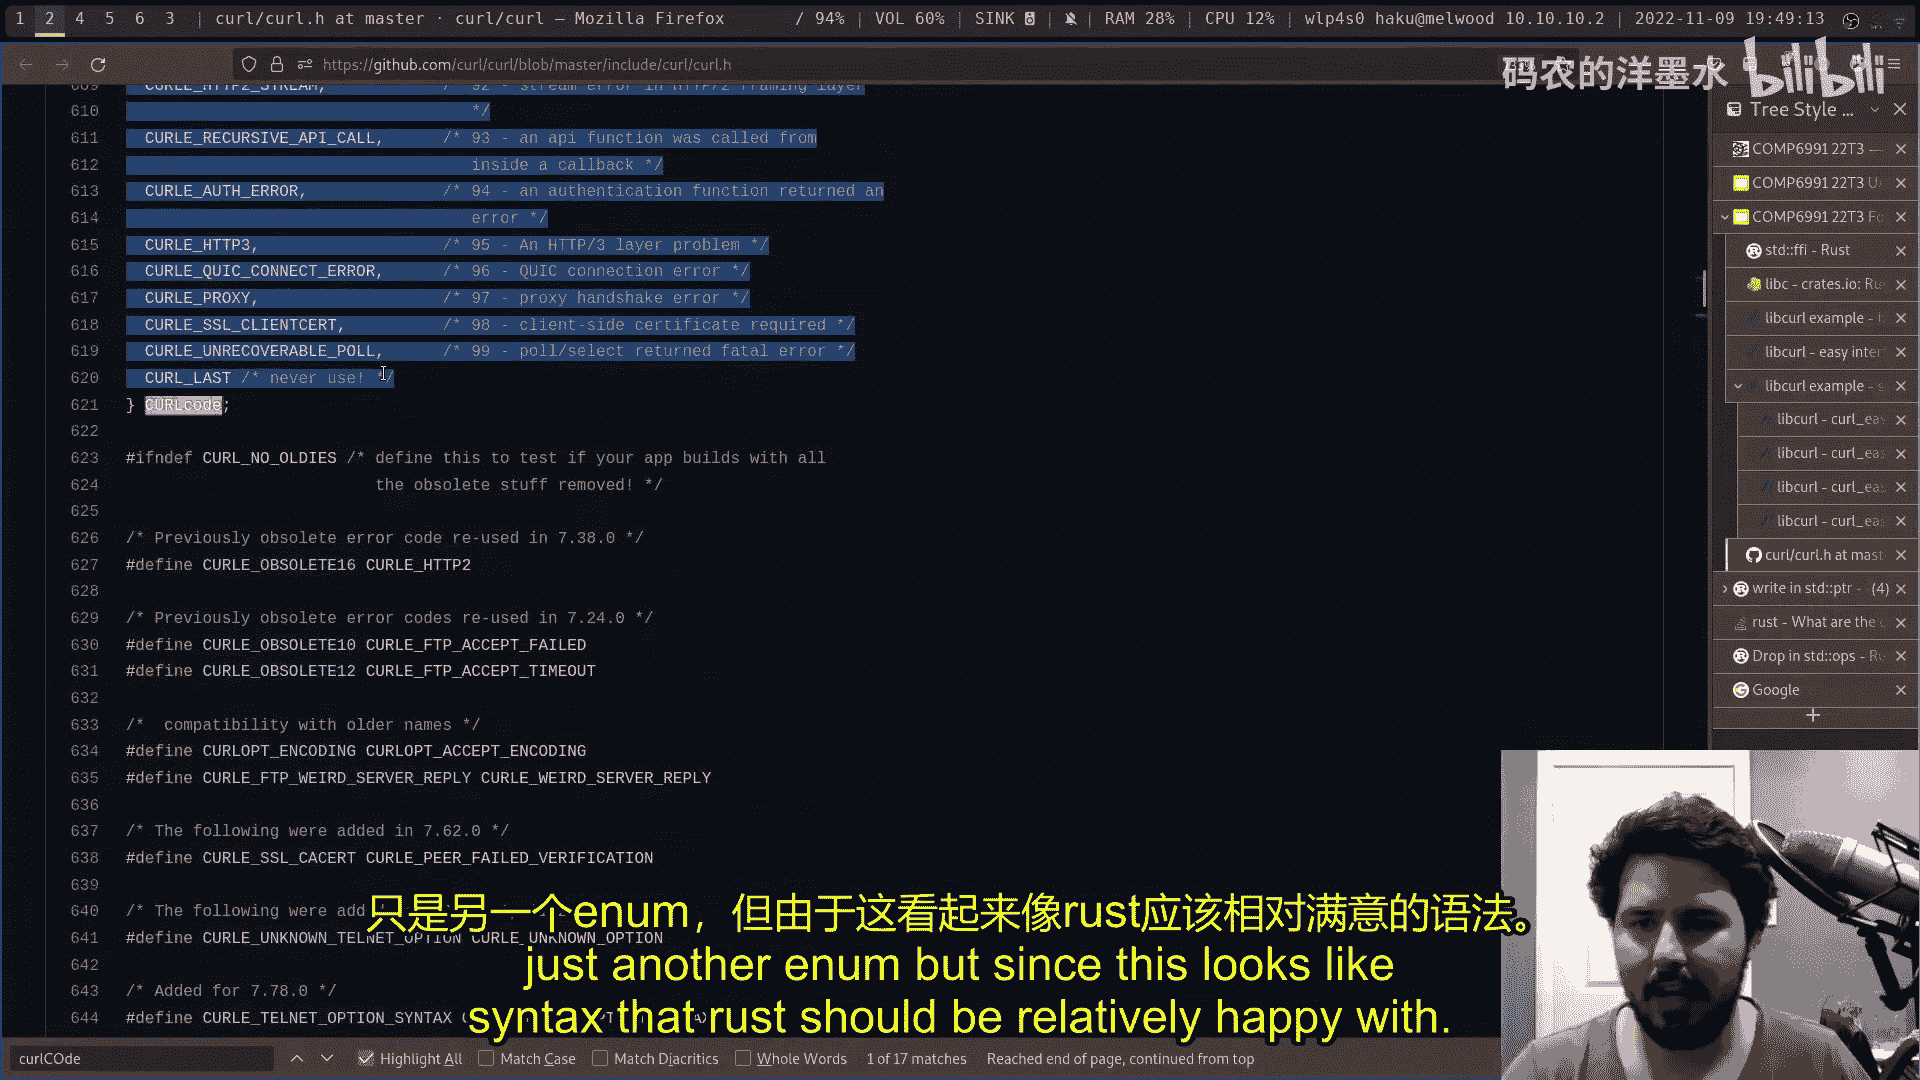 1 2 4 5 6 3 | curl/curl.h at master · curl/curl — Mozilla Firefox / 94% | VOL 60% | SINK | RAM 28% | CPU 12% | wlp4s0 haku@melwood 10.10.10.2 | 2022-11-09 19:49:13
https://github.com/curl/curl/blob/master/include/curl/curl.h
码农的洋墨水 bilibili
609 CURLE_HTTP2_STREAM, /* 92 - stream error in HTTP/2 framing layer
610 */
611 CURLE_RECURSIVE_API_CALL, /* 93 - an api function was called from
612 inside a callback */
613 CURLE_AUTH_ERROR, /* 94 - an authentication function returned an
614 error */
615 CURLE_HTTP3, /* 95 - An HTTP/3 layer problem */
616 CURLE_QUIC_CONNECT_ERROR, /* 96 - QUIC connection error */
617 CURLE_PROXY, /* 97 - proxy handshake error */
618 CURLE_SSL_CLIENTCERT, /* 98 - client-side certificate required */
619 CURLE_UNRECOVERABLE_POLL, /* 99 - poll/select returned fatal error */
620 CURL_LAST /* never use! */
621 } CURLcode;
622
623 #ifndef CURL_NO_OLDIES /* define this to test if your app builds with all
624 the obsolete stuff removed! */
625
626 /* Previously obsolete error code re-used in 7.38.0 */
627 #define CURLE_OBSOLETE16 CURLE_HTTP2
628
629 /* Previously obsolete error codes re-used in 7.24.0 */
630 #define CURLE_OBSOLETE10 CURLE_FTP_ACCEPT_FAILED
631 #define CURLE_OBSOLETE12 CURLE_FTP_ACCEPT_TIMEOUT
632
633 /*  compatibility with older names */
634 #define CURLOPT_ENCODING CURLOPT_ACCEPT_ENCODING
635 #define CURLE_FTP_WEIRD_SERVER_REPLY CURLE_WEIRD_SERVER_REPLY
636
637 /* The following were added in 7.62.0 */
638 #define CURLE_SSL_CACERT CURLE_PEER_FAILED_VERIFICATION
639
640 /* The following were add
641 #define CURLE_UNKNOWN_TELNET_OPTION CURLE_UNKNOWN_OPTION
642
643 /* Added for 7.78.0 */
644 #define CURLE_TELNET_OPTION_SYNTAX
只是另一个enum，但由于这看起来像rust应该相对满意的语法。
just another enum but since this looks like
syntax that rust should be relatively happy with.
Tree Style ...
COMP6991 22T3 —
COMP6991 22T3 U
COMP6991 22T3 Fo
std::ffi - Rust
libc - crates.io: Ru
libcurl example -
libcurl - easy inter
libcurl example - s
libcurl - curl_ea
libcurl - curl_ea
libcurl - curl_ea
libcurl - curl_ea
curl/curl.h at mast
write in std::ptr - (4)
rust - What are the
Drop in std::ops - Ru
Google
curlCOde Highlight All Match Case Match Diacritics Whole Words 1 of 17 matches Reached end of page, continued from top